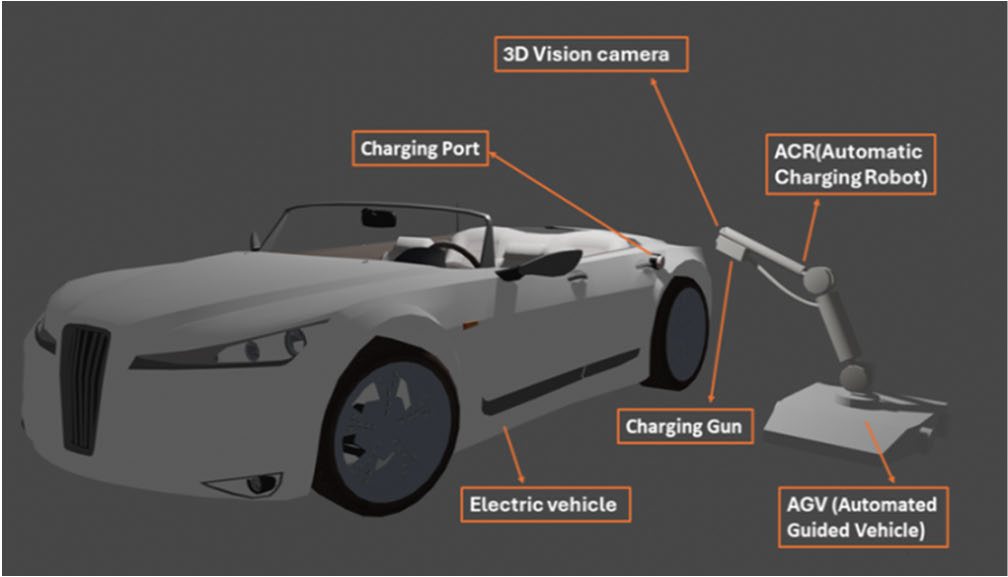 3D Vision camera
Charging Port
ACR(Automatic
Charging Robot)
Charging Gun
Electric vehicle
AGV (Automated
Guided Vehicle)